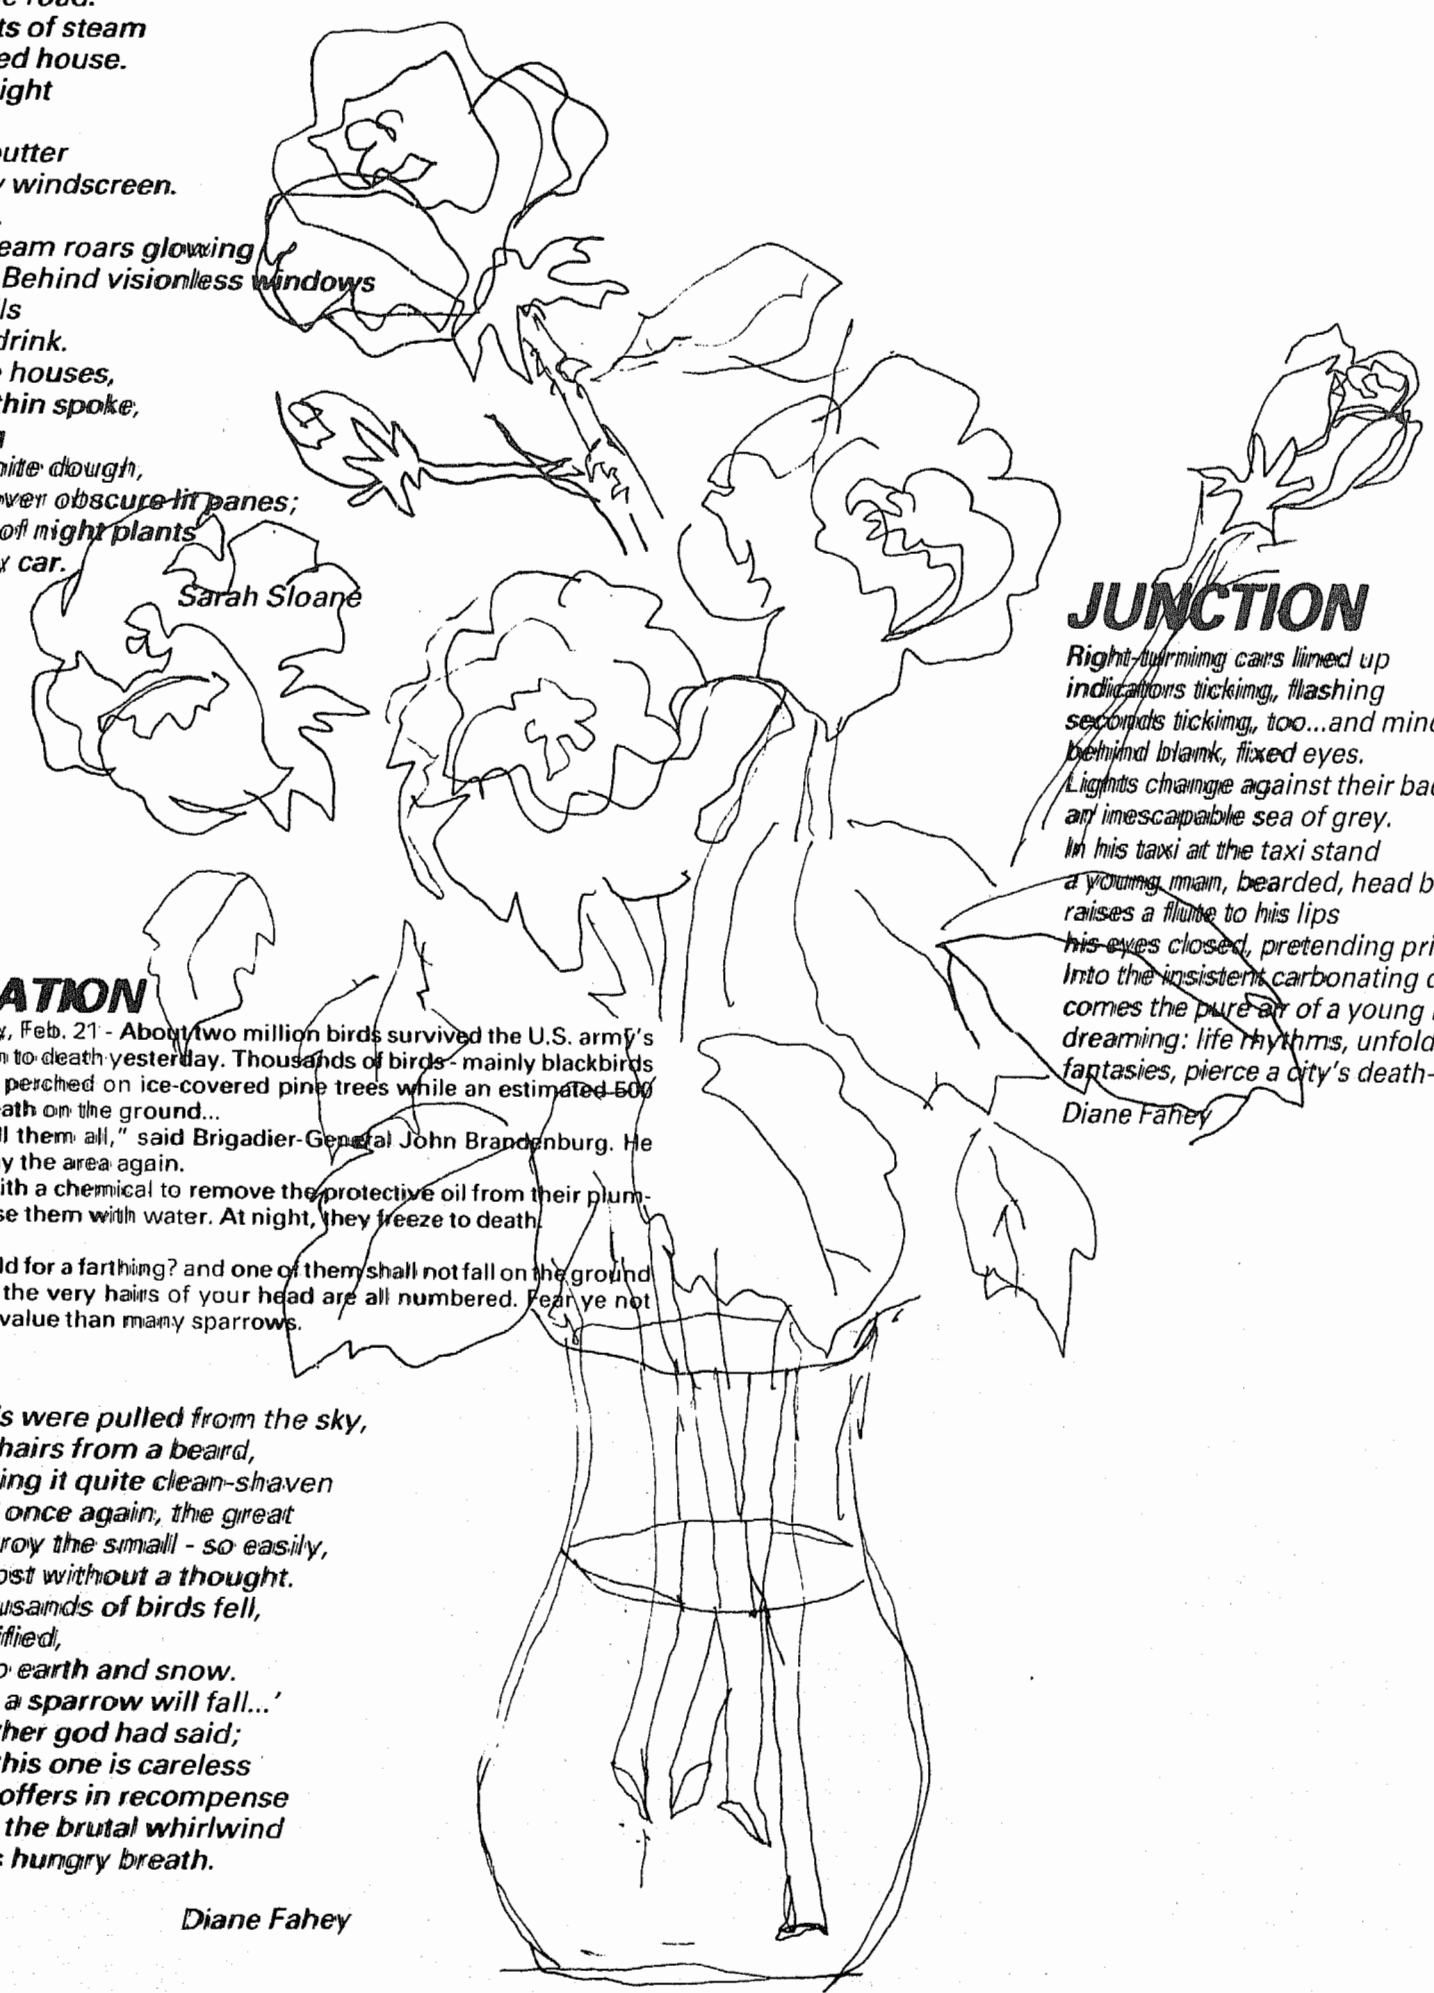 road.
ts of steam
ed house.
ight
utter
windscreen.
eam roars glowing
Behind visionless windows
ls
drink.
houses,
thin spoke,
ite dough,
ver obscure lit panes;
of night plants
car.
Sarah Sloane
ATION
, Feb. 21 - About two million birds survived the U.S. army's
to death yesterday. Thousands of birds - mainly blackbirds
perched on ice-covered pine trees while an estimated 500
ath on the ground...
ll them all," said Brigadier-General John Brandenburg. He
y the area again.
ith a chemical to remove the protective oil from their plum-
se them with water. At night, they freeze to death.
ld for a farthing? and one of them shall not fall on the ground
the very hairs of your head are all numbered. Fear ye not
value than many sparrows.
s were pulled from the sky,
hairs from a beard,
ing it quite clean-shaven
once again, the great
roy the small - so easily,
ost without a thought.
usands of birds fell,
ified,
earth and snow.
a sparrow will fall...'
her god had said;
his one is careless
offers in recompense
the brutal whirlwind
hungry breath.
Diane Fahey
JUNCTION
Right-turning cars lined up
indicators ticking, flashing
seconds ticking, too...and mind
behind blank, fixed eyes.
Lights change against their bac
an inescapable sea of grey.
In his taxi at the taxi stand
a young man, bearded, head b
raises a flute to his lips
his eyes closed, pretending pri
Into the insistent carbonating
comes the pure air of a young
dreaming: life rhythms, unfold
fantasies, pierce a city's death-
Diane Fahey